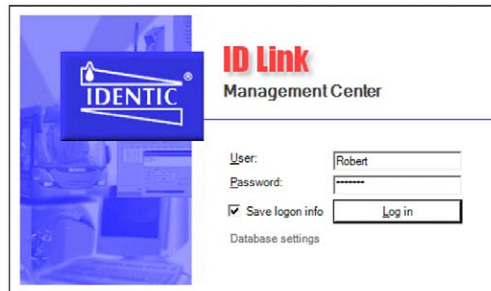 IDENTIC®
ID Link
Management Center
User:
Robert
Password:
-------
Save logon info
Log in
Database settings